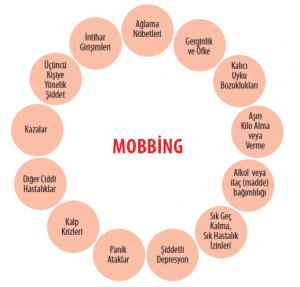 Ağlama
Nöbetleri
Gerginlik
ve Öfke
Kalıcı
Uyku
Bozuklukları
Aşırı
Kilo Alma
veya
Verme
Alkol veya
ilaç (madde)
bağımlılığı
Sık Geç
Kalma,
Sık Hastalık
İzinleri
Şiddetli
Depresyon
Panik
Ataklar
Kalp
Krizleri
Diğer Ciddi
Hastalıklar
Kazalar
Üçüncü
Kişiye
Yönelik
Şiddet
İntihar
Girişimleri
MOBBİNG